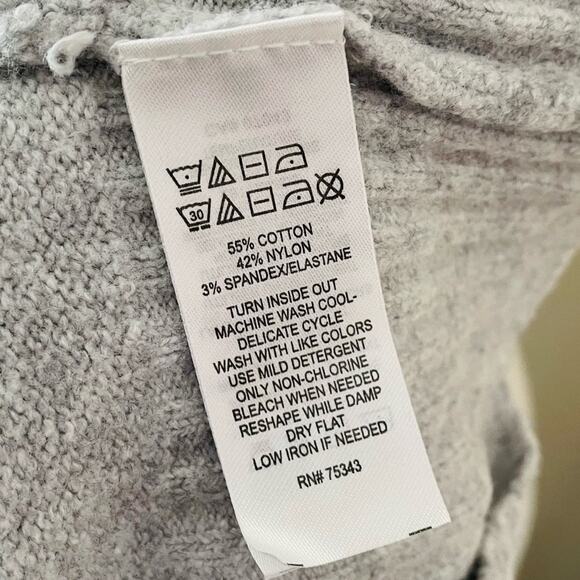 30
55% COTTON
42% NYLON
3% SPANDEX/ELASTANE
TURN INSIDE OUT
MACHINE WASH COOL-
DELICATE CYCLE
WASH WITH LIKE COLORS
USE MILD DETERGENT
ONLY NON-CHLORINE
BLEACH WHEN NEEDED
RESHAPE WHILE DAMP
DRY FLAT
LOW IRON IF NEEDED
RN# 75343